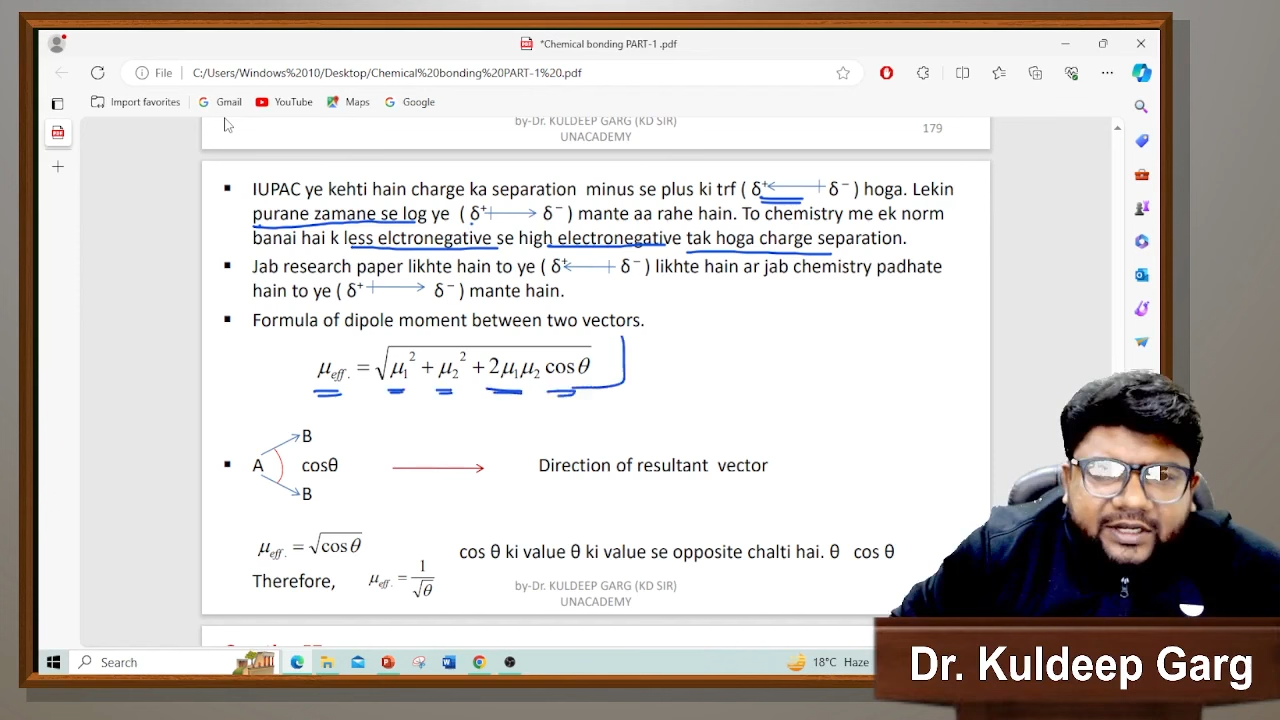 *Chemical bonding PART-1 .pdf
File C:/Users/Windows%2010/Desktop/Chemical%20bonding%20PART-1%20.pdf
Import favorites Gmail YouTube Maps Google
by-Dr. KULDEEP GARG (KD SIR)
UNACADEMY
179
▪ IUPAC ye kehti hain charge ka separation minus se plus ki trf ( δ⁺ ⟵+ δ⁻ ) hoga. Lekin
purane zamane se log ye ( δ⁺ +⟶ δ⁻ ) mante aa rahe hain. To chemistry me ek norm
banai hai k less elctronegative se high electronegative tak hoga charge separation.
▪ Jab research paper likhte hain to ye ( δ⁺ ⟵+ δ⁻ ) likhte hain ar jab chemistry padhate
hain to ye ( δ⁺ +⟶ δ⁻ ) mante hain.
▪ Formula of dipole moment between two vectors.
μeff. = √(μ₁² + μ₂² + 2μ₁μ₂ cosθ)
B
▪ A cosθ ⟶ Direction of resultant vector
B
μeff. = √cosθ
cos θ ki value θ ki value se opposite chalti hai. θ cos θ
Therefore, μeff. = 1/√θ
by-Dr. KULDEEP GARG (KD SIR)
UNACADEMY
Search
18°C Haze
Dr. Kuldeep Garg